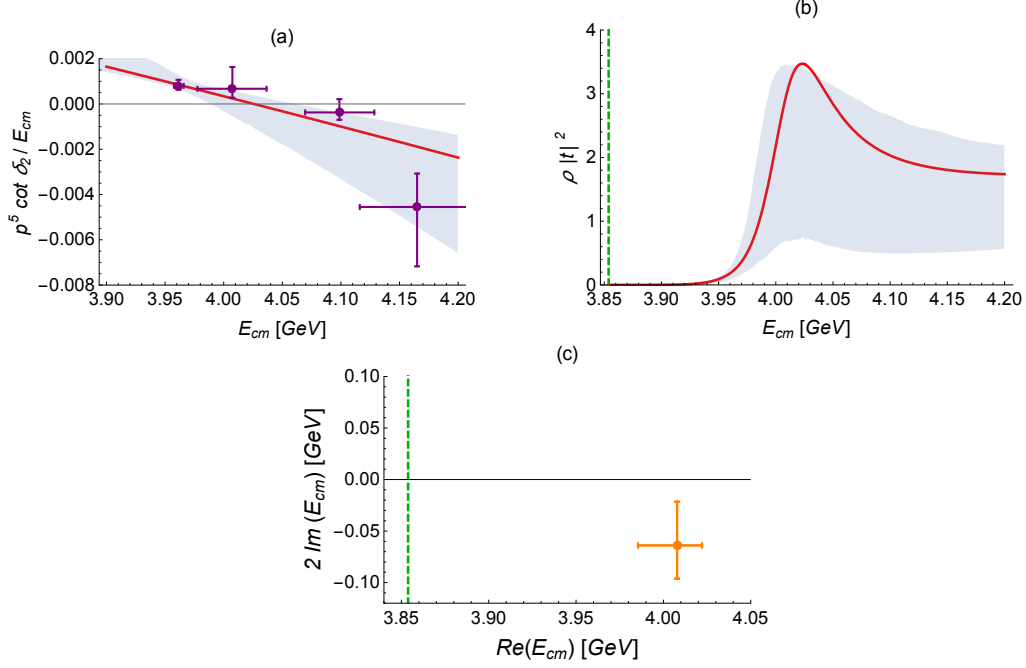 (a)
0.002
0.000
−0.002
−0.004
−0.006
−0.008
p⁵ cot δ₂ / E_cm
3.90 3.95 4.00 4.05 4.10 4.15 4.20
E_cm [GeV]
(b)
4
3
2
1
0
ρ |t|²
3.85 3.90 3.95 4.00 4.05 4.10 4.15 4.20
E_cm [GeV]
(c)
0.10
0.05
0.00
−0.05
−0.10
2 Im (E_cm) [GeV]
3.85 3.90 3.95 4.00 4.05
Re(E_cm) [GeV]